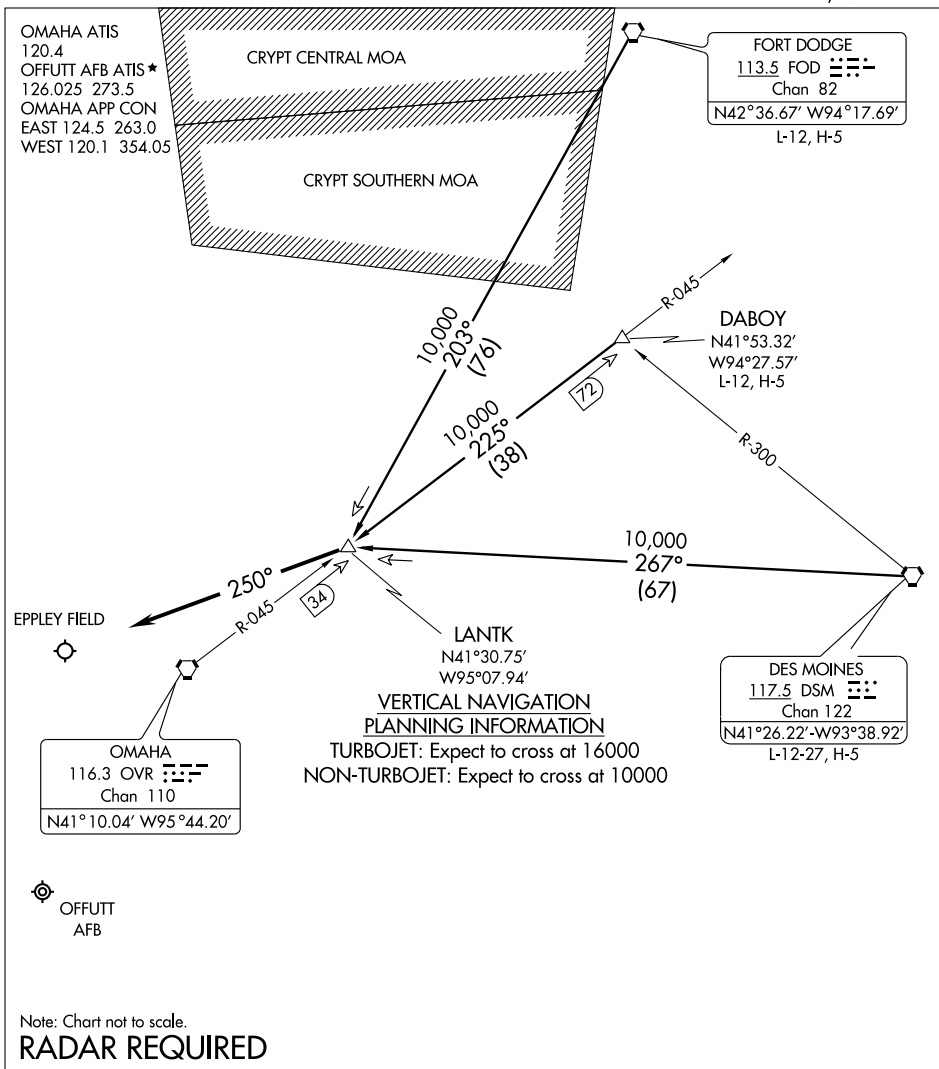 OMAHA ATIS
120.4
OFFUTT AFB ATIS★
126.025 273.5
OMAHA APP CON
EAST 124.5 263.0
WEST 120.1 354.05
CRYPT CENTRAL MOA
CRYPT SOUTHERN MOA
FORT DODGE
113.5 FOD
Chan 82
N42°36.67' W94°17.69'
L-12, H-5
R-045
DABOY
N41°53.32'
W94°27.57'
L-12, H-5
10,000
203°
(76)
72
10,000
225°
(38)
R-300
10,000
267°
(67)
250°
R-045
34
EPPLEY FIELD
LANTK
N41°30.75'
W95°07.94'
VERTICAL NAVIGATION
PLANNING INFORMATION
TURBOJET: Expect to cross at 16000
NON-TURBOJET: Expect to cross at 10000
DES MOINES
117.5 DSM
Chan 122
N41°26.22'-W93°38.92'
L-12-27, H-5
OMAHA
116.3 OVR
Chan 110
N41°10.04' W95°44.20'
OFFUTT
AFB
Note: Chart not to scale.
RADAR REQUIRED